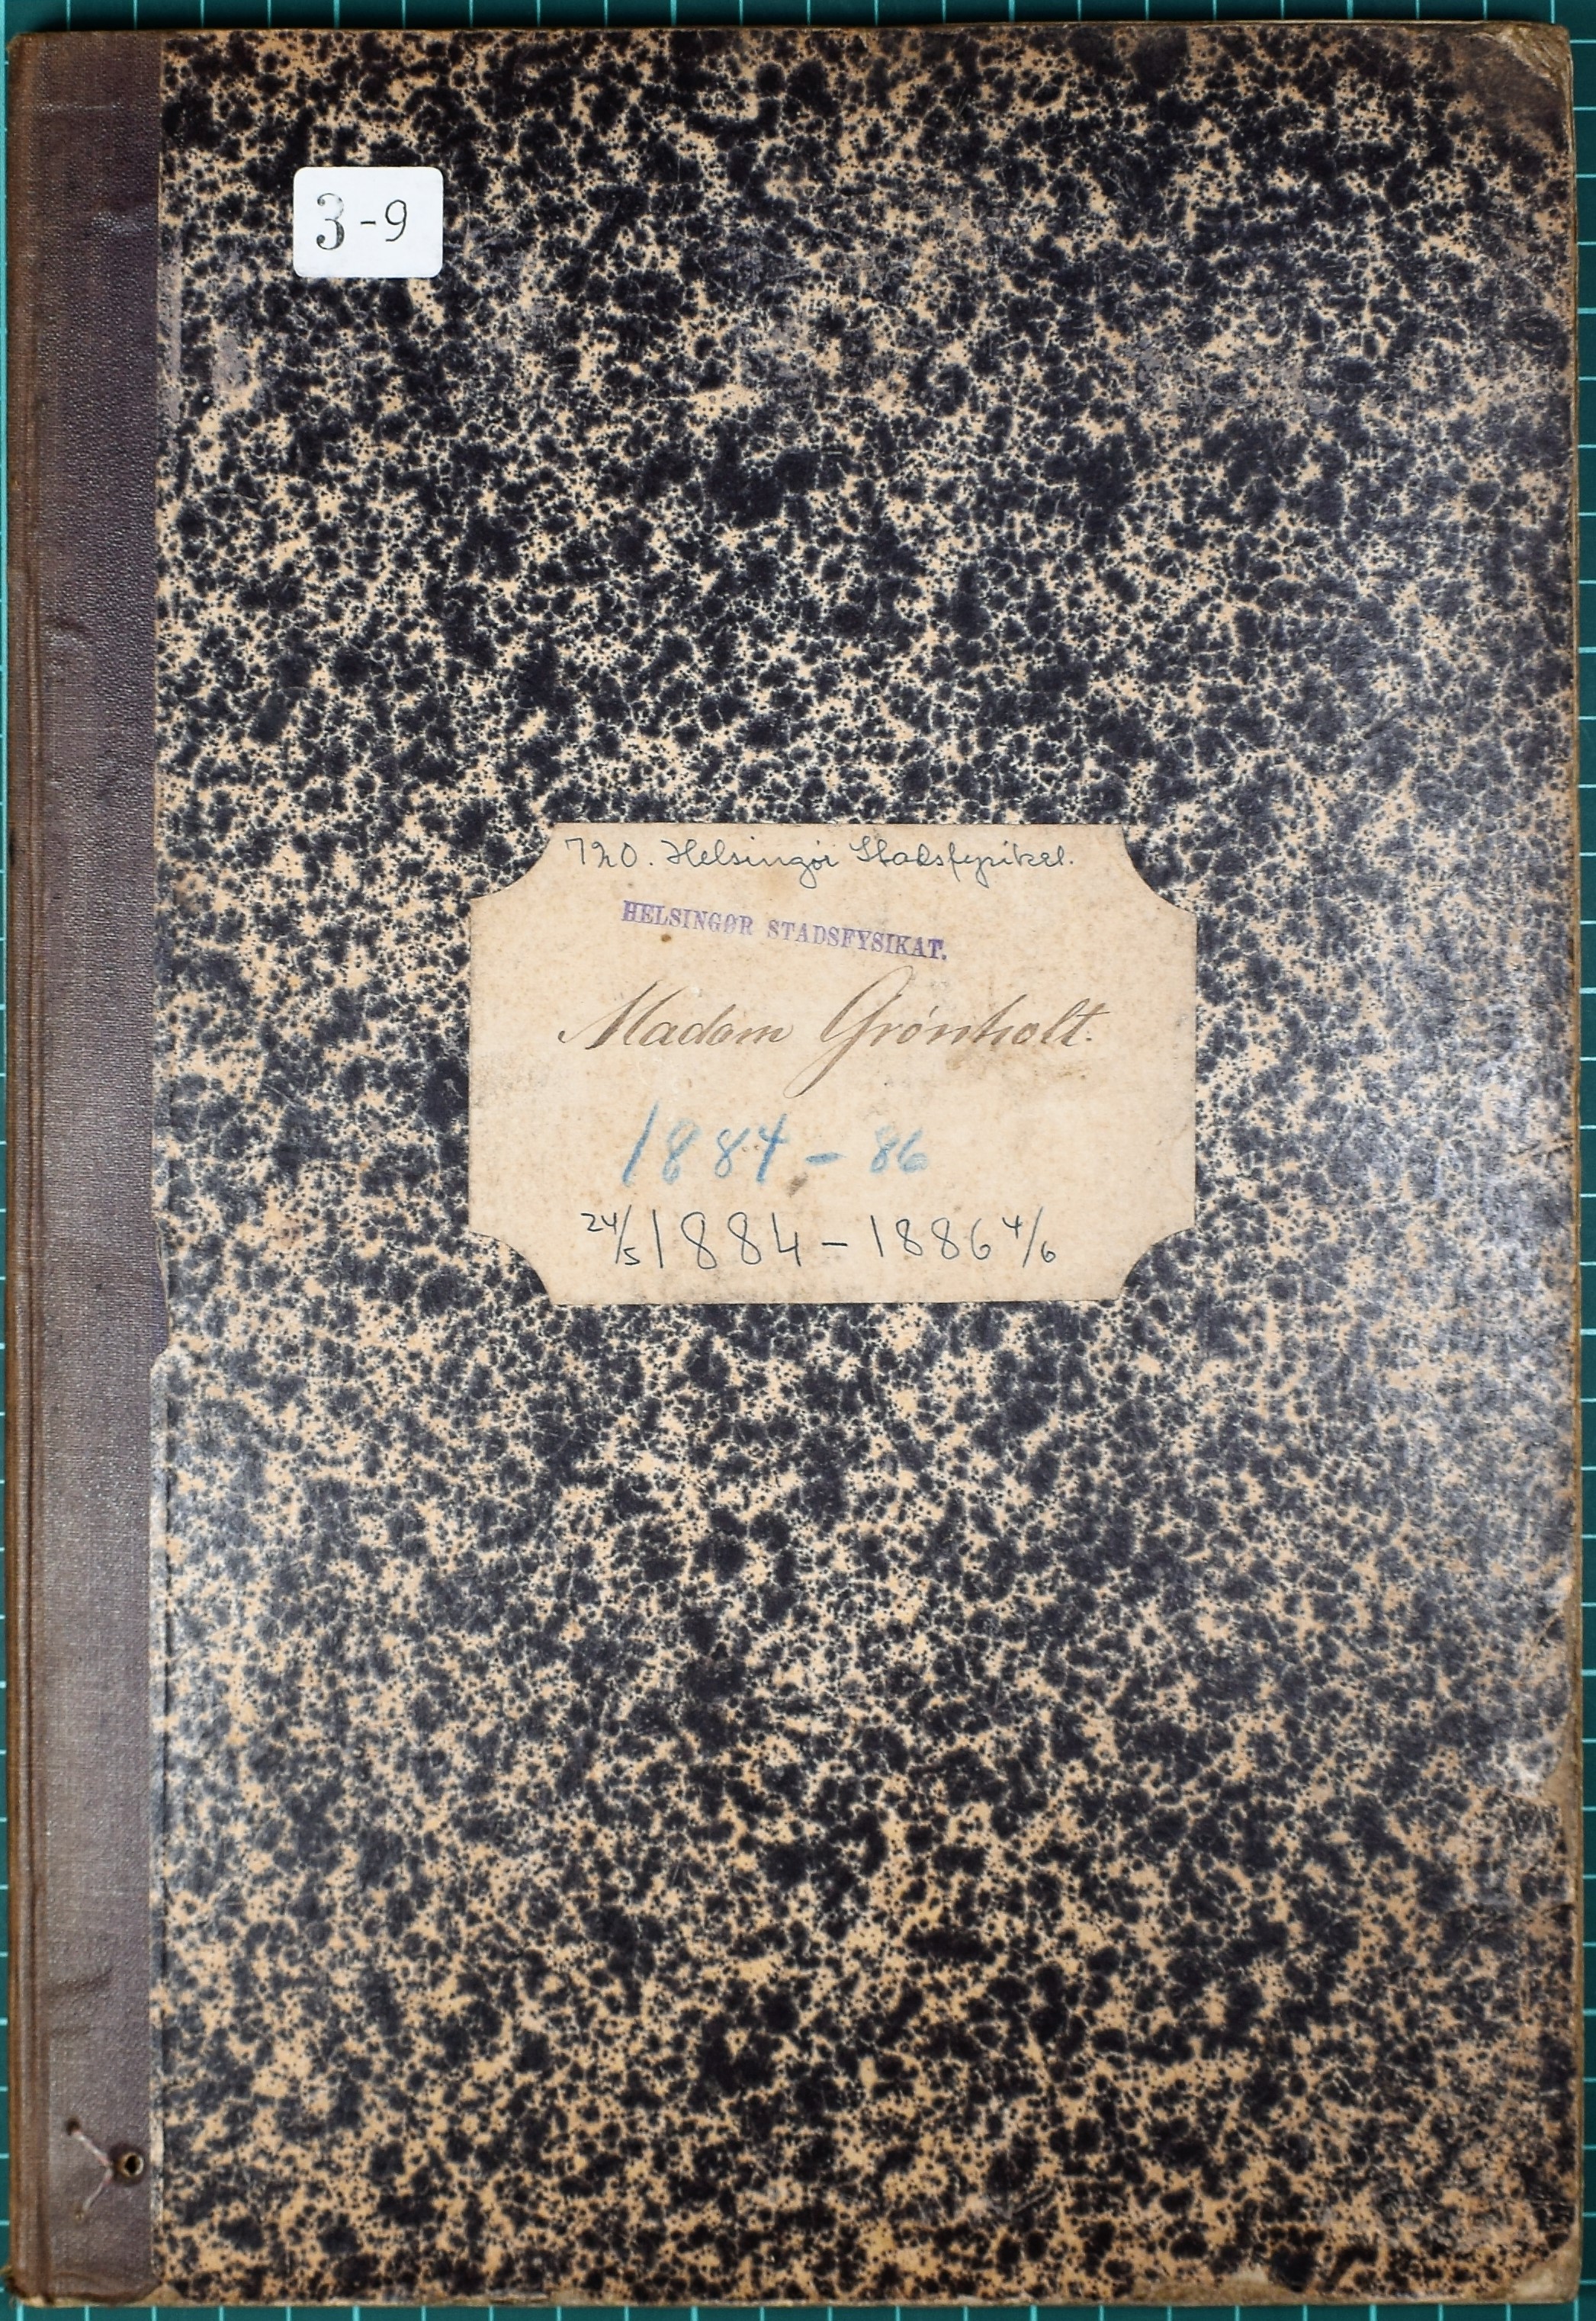 3-9
720. Helsingør Stadsfysikat.
HELSINGØR STADSFYSIKAT.
Madam Grönholt.
1884 - 86
24/5 1884 - 1886 4/6